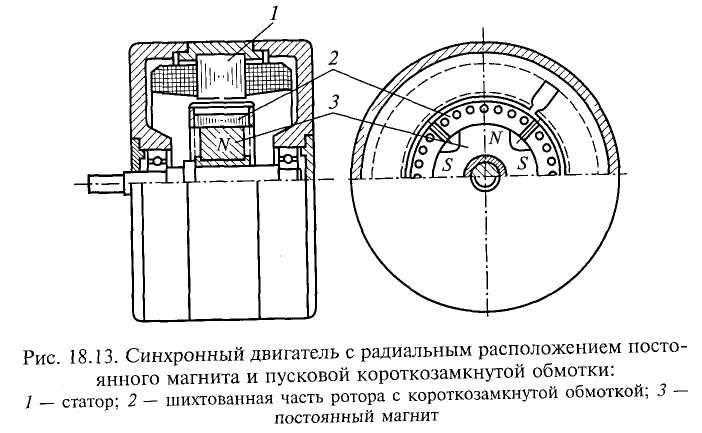 1
2
3
N
N
S
S
Рис. 18.13. Синхронный двигатель с радиальным расположением посто-
янного магнита и пусковой короткозамкнутой обмотки:
1 — статор; 2 — шихтованная часть ротора с короткозамкнутой обмоткой; 3 —
постоянный магнит